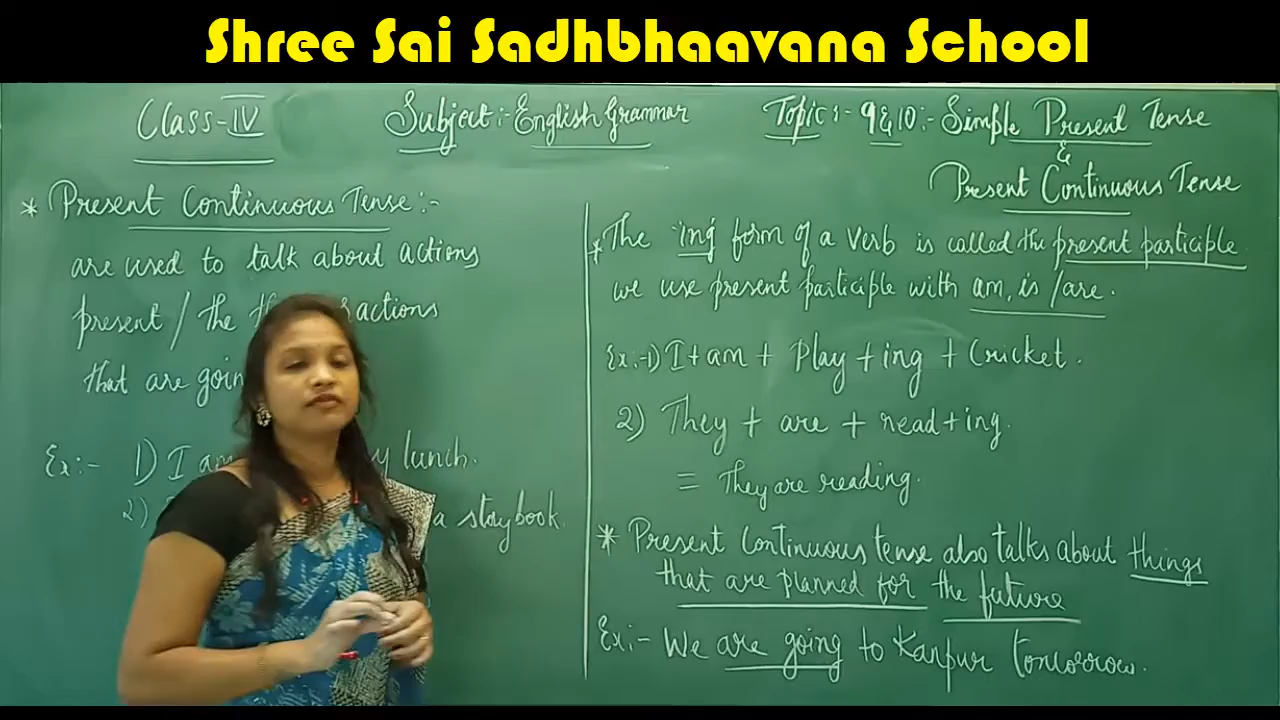 Shree Sai Sadhbhaavana School
Class-IV Subject:- English Grammar Topic:- 9 & 10:- Simple Present Tense
&
Present Continuous Tense
* Present Continuous Tense:-
are used to talk about actions
present / the actions
that are goin
Ex:- 1) I am y lunch.
2) a storybook.
* The 'ing form of a verb is called the present participle
we use present participle with am, is / are.
Ex:-1) I + am + Play + ing + Cricket.
2) They + are + read + ing.
= They are reading.
* Present Continuous tense also talks about things
that are planned for the future
Ex:- We are going to Kanpur tomorrow.